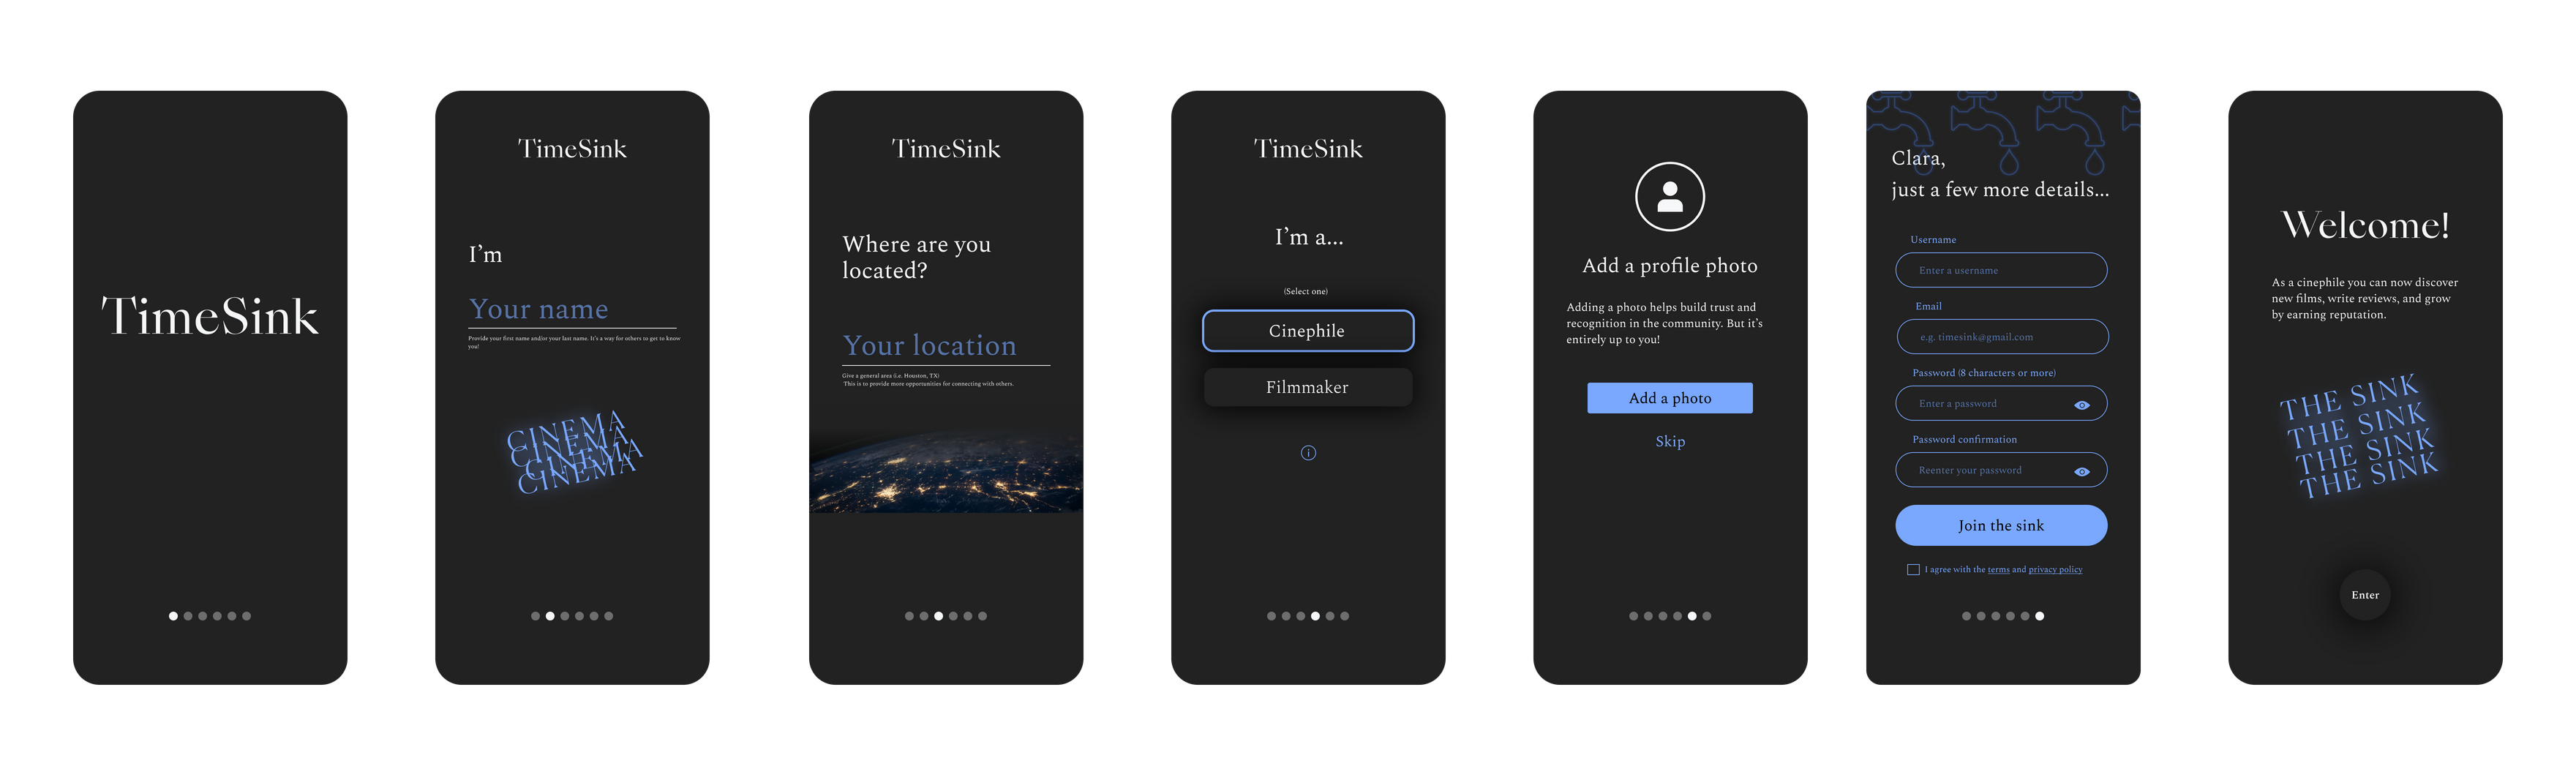 TimeSink
TimeSink
I'm
Your name
Provide your first name and/or your last name. It's a way for others to get to know
you!
CINEMA
CINEMA
CINEMA
CINEMA
TimeSink
Where are you
located?
Your location
Give a general area (i.e. Houston, TX)
This is to provide more opportunities for connecting with others.
TimeSink
I'm a...
(Select one)
Cinephile
Filmmaker
i
Add a profile photo
Adding a photo helps build trust and
recognition in the community. But it's
entirely up to you!
Add a photo
Skip
Clara,
just a few more details...
Username
Enter a username
Email
e.g. timesink@gmail.com
Password (8 characters or more)
Enter a password
Password confirmation
Reenter your password
Join the sink
I agree with the terms and privacy policy
Welcome!
As a cinephile you can now discover
new films, write reviews, and grow
by earning reputation.
THE SINK
THE SINK
THE SINK
THE SINK
Enter